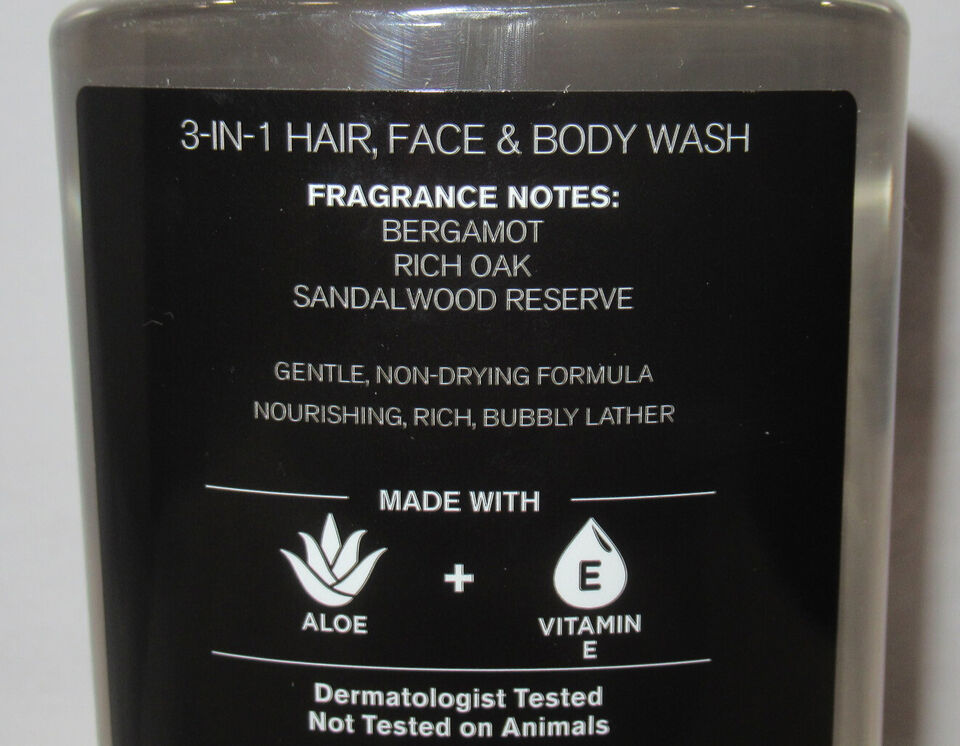 3-IN-1 HAIR, FACE & BODY WASH
FRAGRANCE NOTES:
BERGAMOT
RICH OAK
SANDALWOOD RESERVE
GENTLE, NON-DRYING FORMULA
NOURISHING, RICH, BUBBLY LATHER
MADE WITH
E
ALOE + VITAMIN
E
Dermatologist Tested
Not Tested on Animals